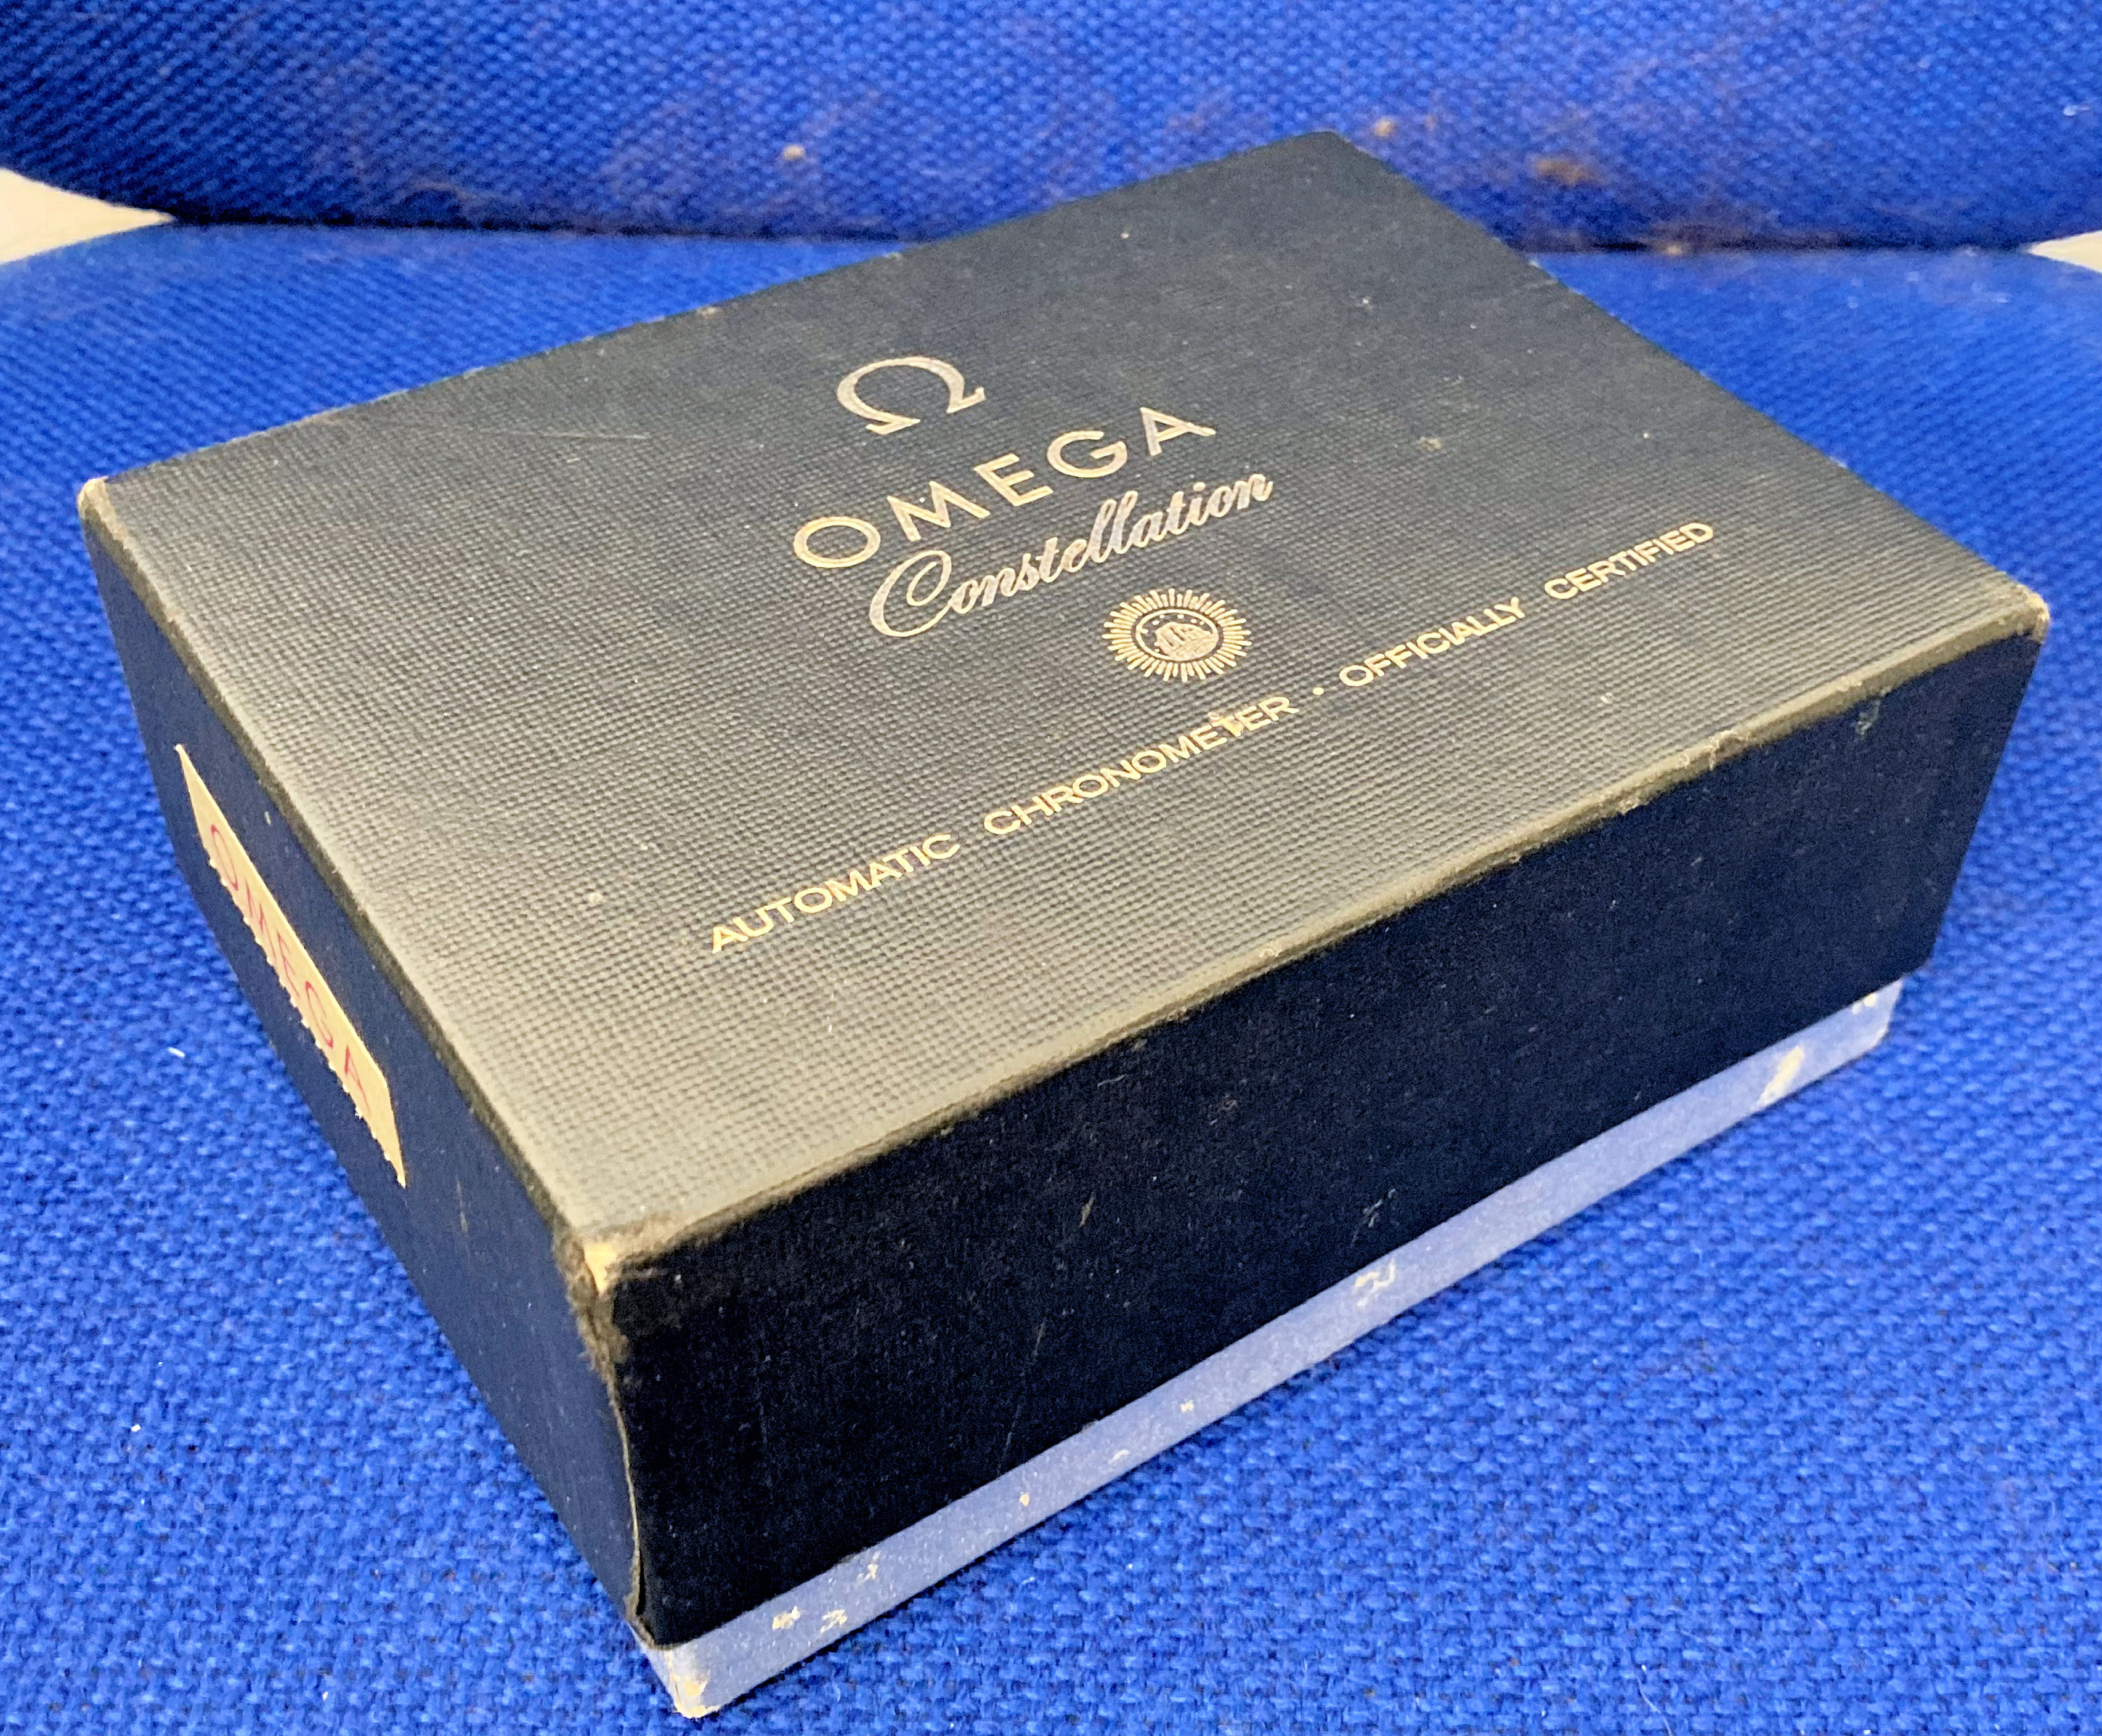 Ω
OMEGA
Constellation
AUTOMATIC CHRONOMETER · OFFICIALLY CERTIFIED
OMEGA